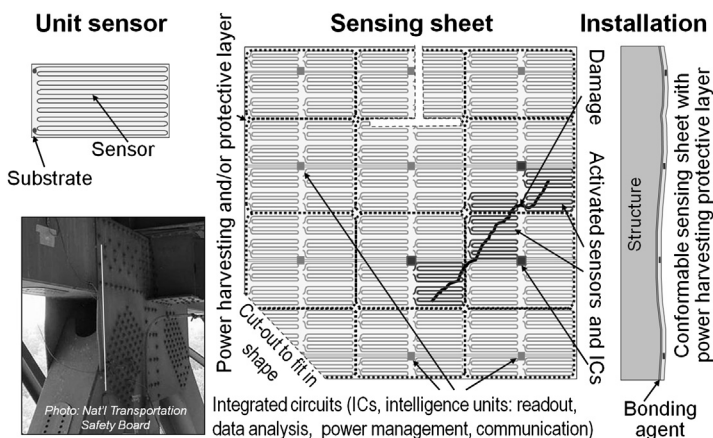 Unit sensor
Sensor
Substrate
Photo: Nat'l Transportation
Safety Board
Sensing sheet
Power harvesting and/or protective layer
Cut-out to fit in
shape
Damage
Activated sensors and ICs
Integrated circuits (ICs, intelligence units: readout,
data analysis, power management, communication)
Installation
Structure
Conformable sensing sheet with
power harvesting protective layer
Bonding
agent